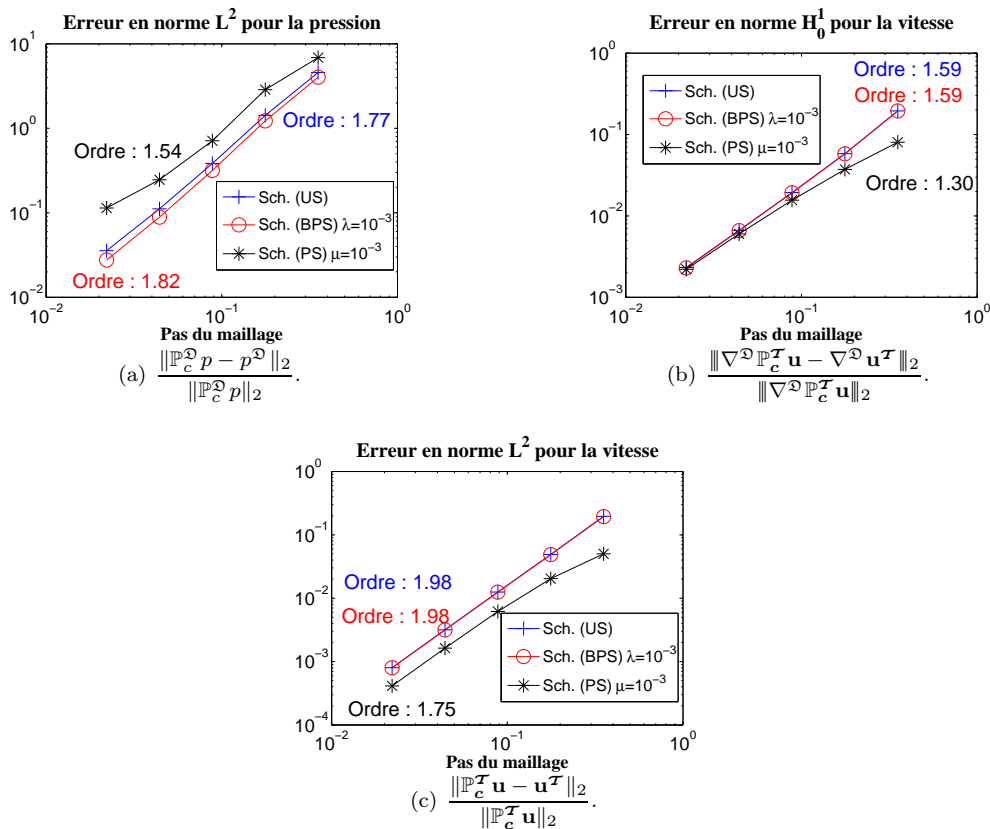 Erreur en norme L² pour la pression
10¹
10⁰
10⁻¹
10⁻²
10⁻²
10⁻¹
10⁰
Ordre : 1.77
Ordre : 1.54
Ordre : 1.82
Sch. (US)
Sch. (BPS) λ=10⁻³
Sch. (PS) μ=10⁻³
Pas du maillage
(a) ‖ℙ_c^𝔇 p − p^𝔇‖₂ / ‖ℙ_c^𝔇 p‖₂.
Erreur en norme H₀¹ pour la vitesse
10⁰
10⁻¹
10⁻²
10⁻³
10⁻²
10⁻¹
10⁰
Ordre : 1.59
Ordre : 1.59
Sch. (US)
Sch. (BPS) λ=10⁻³
Sch. (PS) μ=10⁻³
Ordre : 1.30
Pas du maillage
(b) ⦀∇^𝔇 ℙ_c^𝓣 u − ∇^𝔇 u^𝓣⦀₂ / ⦀∇^𝔇 ℙ_c^𝓣 u⦀₂.
Erreur en norme L² pour la vitesse
10⁰
10⁻¹
10⁻²
10⁻³
10⁻⁴
10⁻²
10⁻¹
10⁰
Ordre : 1.98
Ordre : 1.98
Sch. (US)
Sch. (BPS) λ=10⁻³
Sch. (PS) μ=10⁻³
Ordre : 1.75
Pas du maillage
(c) ‖ℙ_c^𝓣 u − u^𝓣‖₂ / ‖ℙ_c^𝓣 u‖₂.